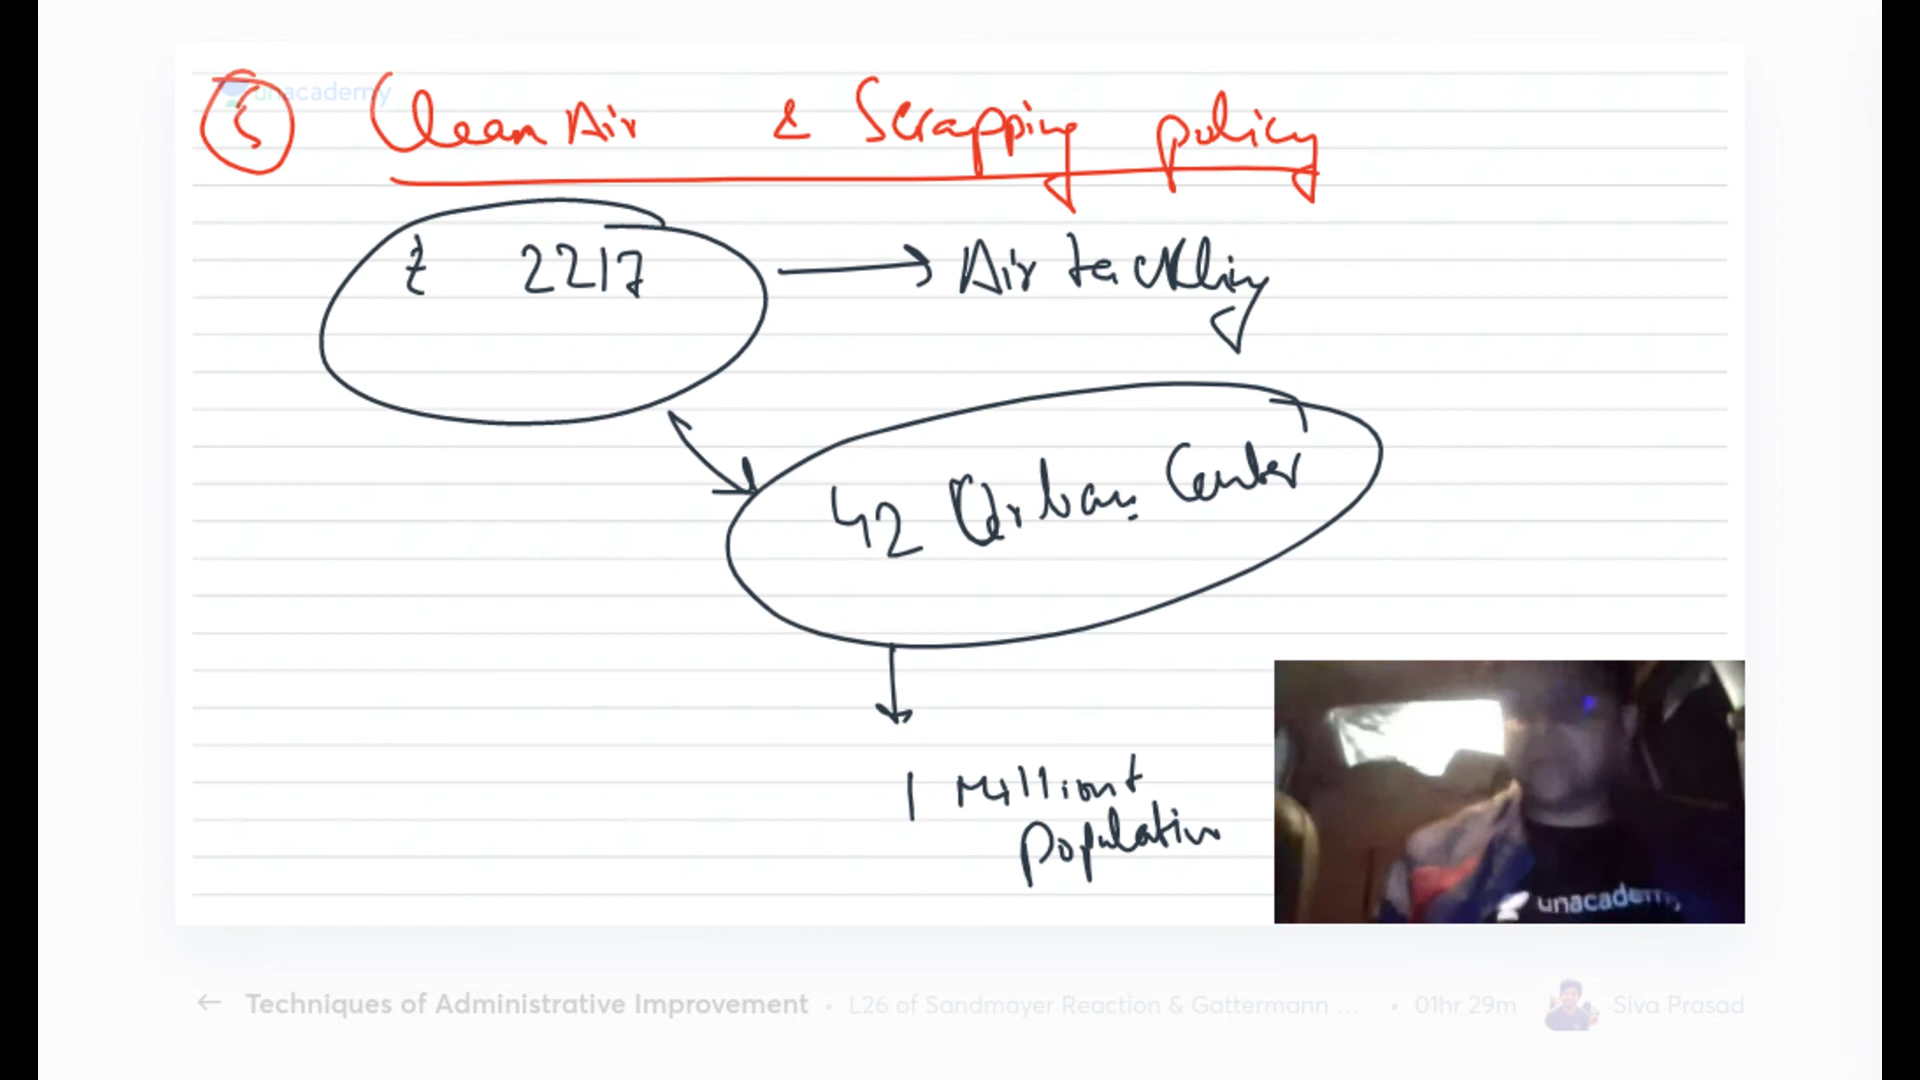 unacademy
5 Clean Air & Scrapping policy
₹ 2217 → Air tackling
42 Urban Center
1 Million+
population
unacademy
← Techniques of Administrative Improvement • L26 of Sandmayer Reaction & Gattermann ... • 01hr 29m Siva Prasad